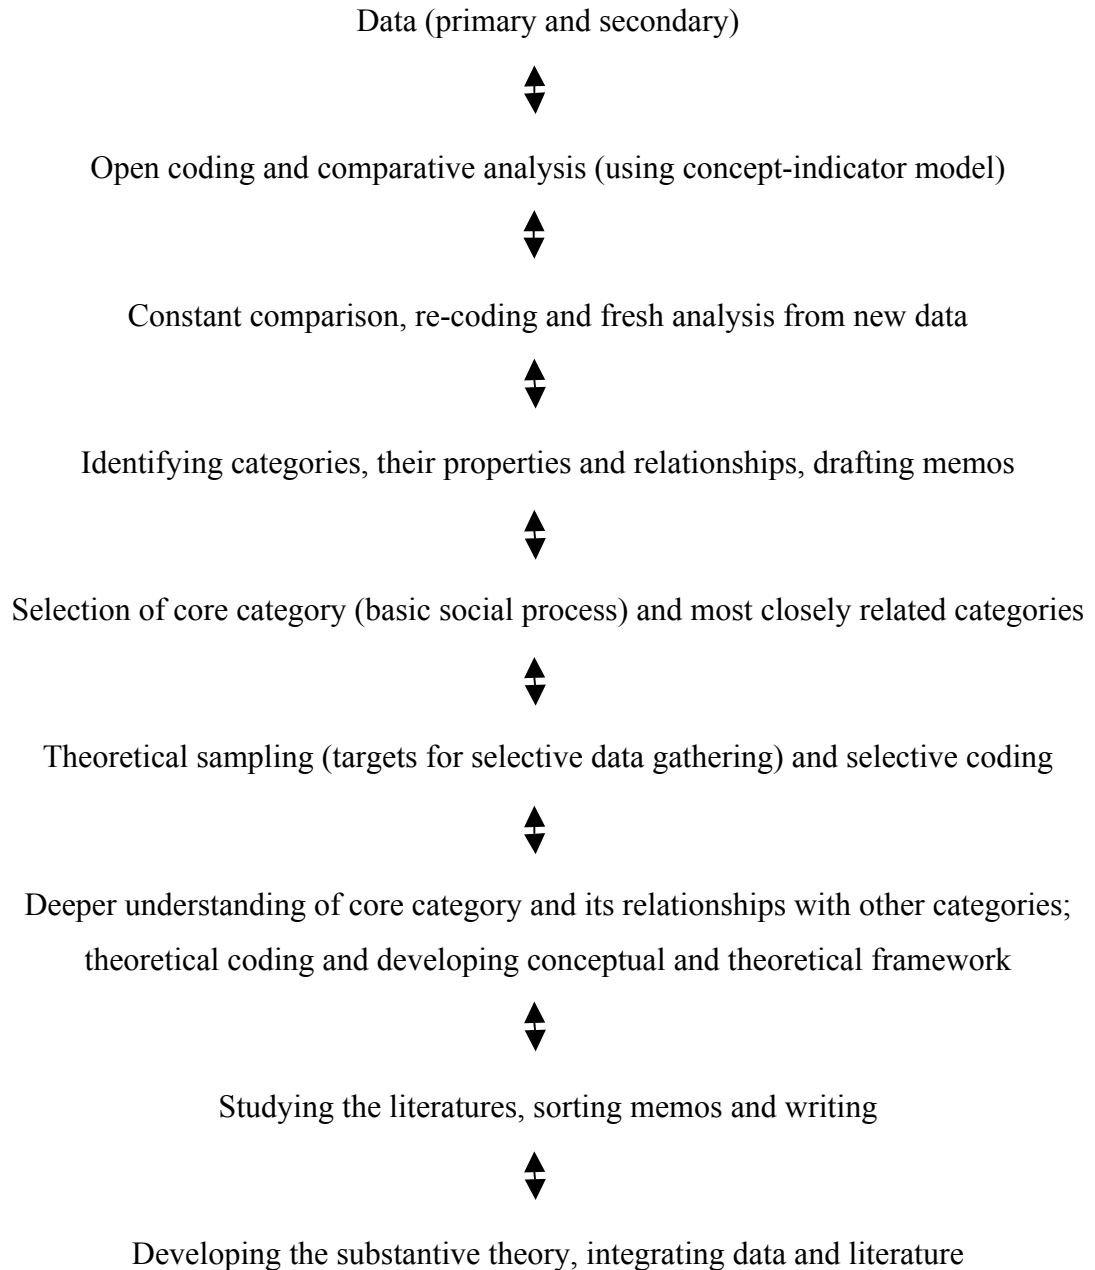 Data (primary and secondary)
Open coding and comparative analysis (using concept-indicator model)
Constant comparison, re-coding and fresh analysis from new data
Identifying categories, their properties and relationships, drafting memos
Selection of core category (basic social process) and most closely related categories
Theoretical sampling (targets for selective data gathering) and selective coding
Deeper understanding of core category and its relationships with other categories;
theoretical coding and developing conceptual and theoretical framework
Studying the literatures, sorting memos and writing
Developing the substantive theory, integrating data and literature